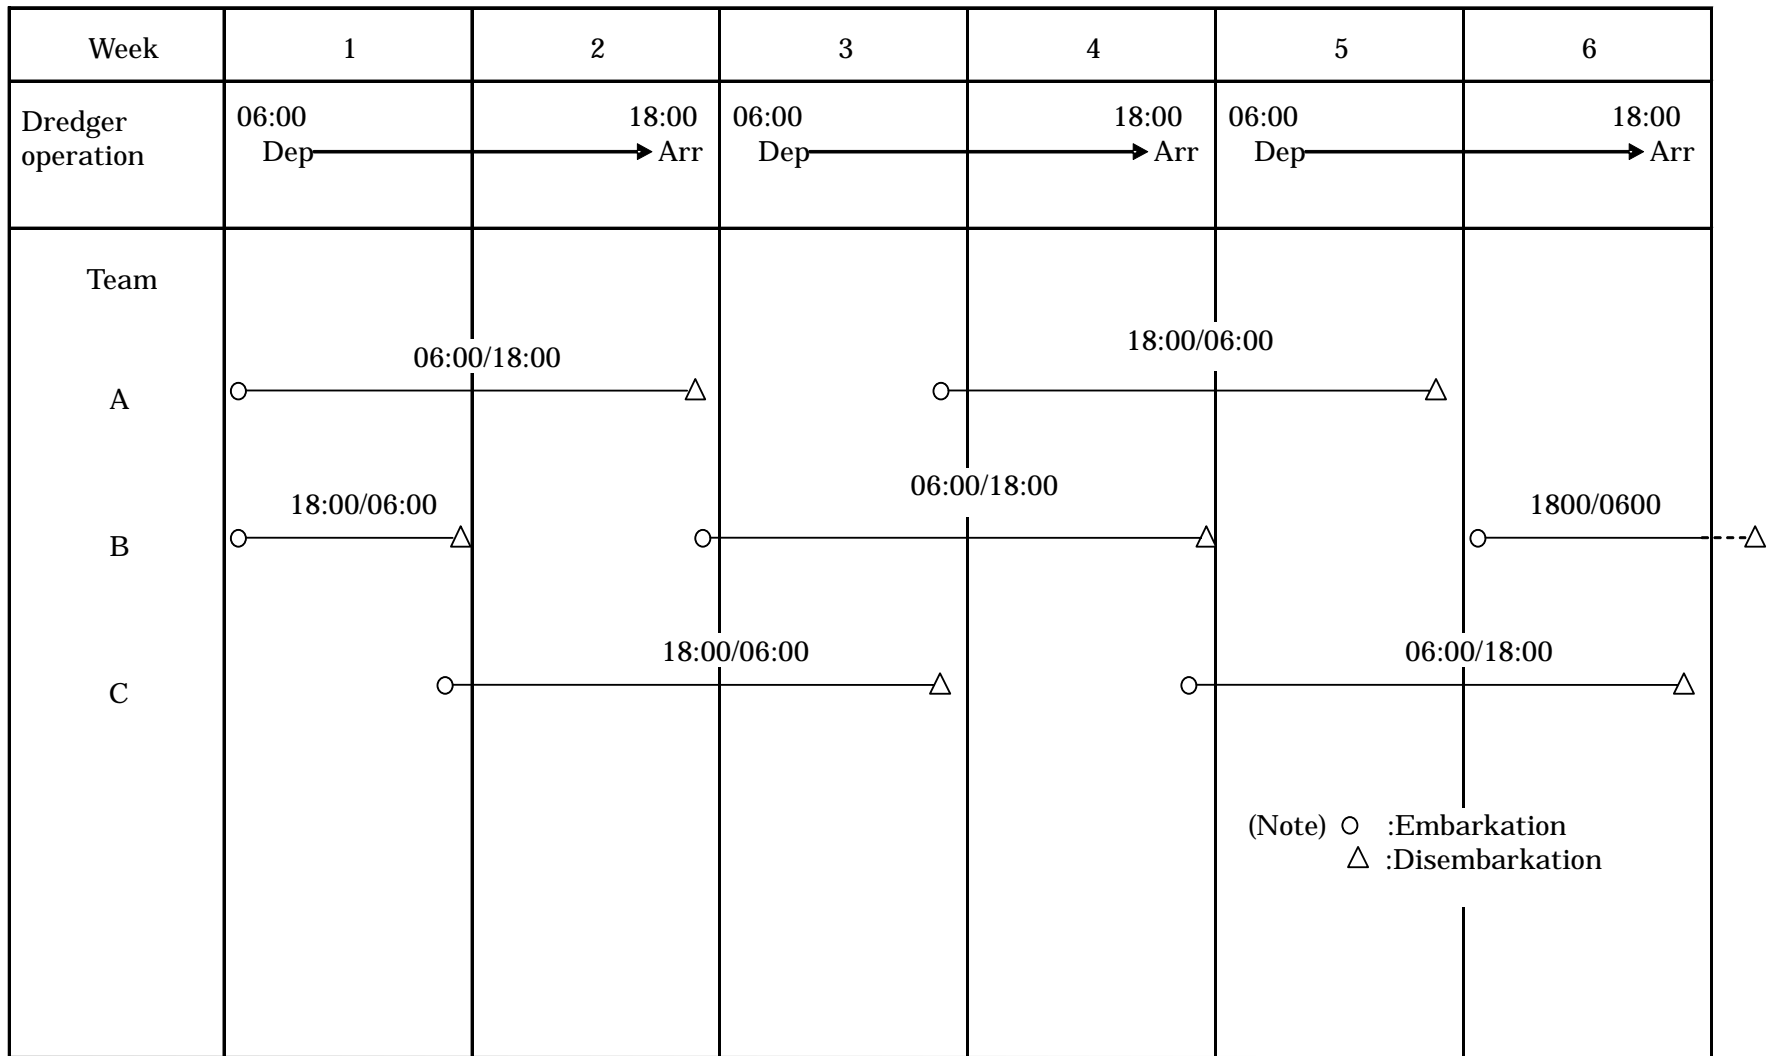 Week 1 2 3 4 5 6
06:00 18:00 06:00 18:00 06:00 18:00
Dredger
operation
Dep Arr Dep Arr Dep Arr
Team
06:00/18:00 18:00/06:00
A
18:00/06:00 06:00/18:00 1800/0600
B
18:00/06:00 06:00/18:00
C
(Note) :Embarkation
:Disembarkation